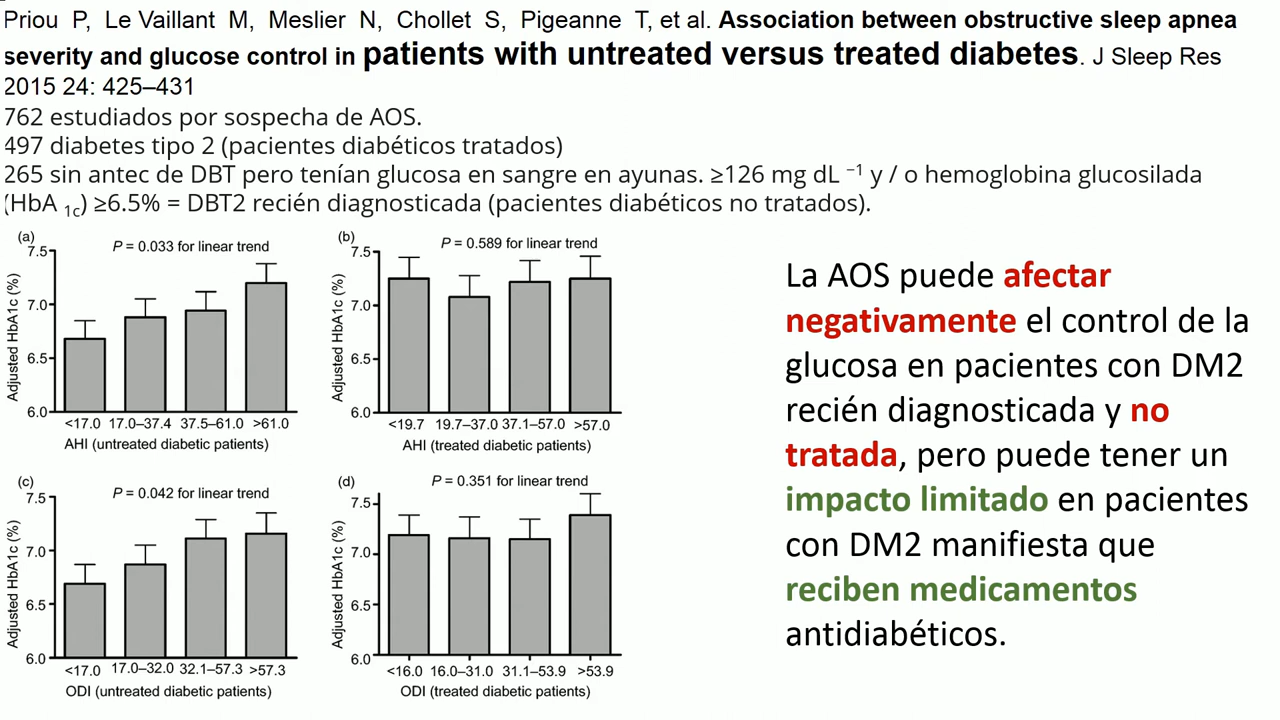 Priou P, Le Vaillant M, Meslier N, Chollet S, Pigeanne T, et al. Association between obstructive sleep apnea
severity and glucose control in patients with untreated versus treated diabetes. J Sleep Res
2015 24: 425–431
762 estudiados por sospecha de AOS.
497 diabetes tipo 2 (pacientes diabéticos tratados)
265 sin antec de DBT pero tenían glucosa en sangre en ayunas. ≥126 mg dL −1 y / o hemoglobina glucosilada
(HbA 1c) ≥6.5% = DBT2 recién diagnosticada (pacientes diabéticos no tratados).
(a)
P = 0.033 for linear trend
Adjusted HbA1c (%)
7.5
7.0
6.5
6.0
<17.0 17.0–37.4 37.5–61.0 >61.0
AHI (untreated diabetic patients)
(b)
P = 0.589 for linear trend
Adjusted HbA1c (%)
7.5
7.0
6.5
6.0
<19.7 19.7–37.0 37.1–57.0 >57.0
AHI (treated diabetic patients)
(c)
P = 0.042 for linear trend
Adjusted HbA1c (%)
7.5
7.0
6.5
6.0
<17.0 17.0–32.0 32.1–57.3 >57.3
ODI (untreated diabetic patients)
(d)
P = 0.351 for linear trend
Adjusted HbA1c (%)
7.5
7.0
6.5
6.0
<16.0 16.0–31.0 31.1–53.9 >53.9
ODI (treated diabetic patients)
La AOS puede afectar
negativamente el control de la
glucosa en pacientes con DM2
recién diagnosticada y no
tratada, pero puede tener un
impacto limitado en pacientes
con DM2 manifiesta que
reciben medicamentos
antidiabéticos.